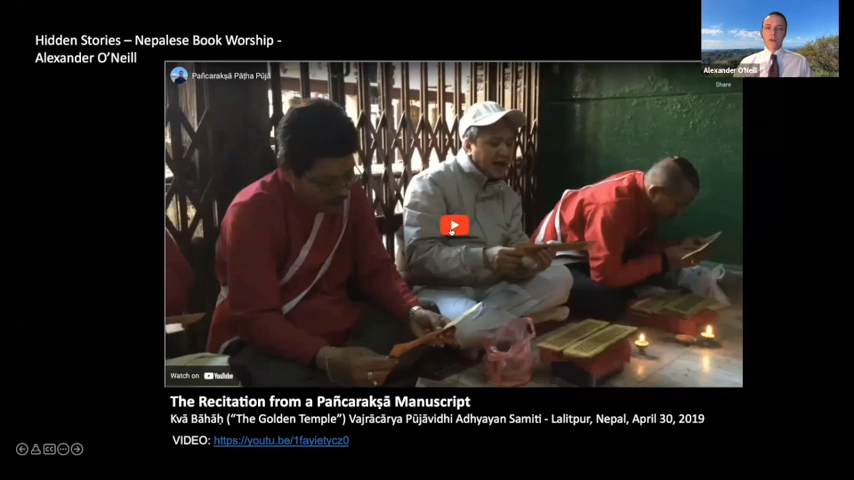 Hidden Stories – Nepalese Book Worship -
Alexander O'Neill
Alexander O'Neill
Pañcarakṣā Pāṭha Pūjā
Share
Watch on YouTube
The Recitation from a Pañcarakṣā Manuscript
Kvā Bāhāḥ ("The Golden Temple") Vajrācārya Pūjāvidhi Adhyayan Samiti - Lalitpur, Nepal, April 30, 2019
VIDEO: https://youtu.be/1fayietycz0
CC